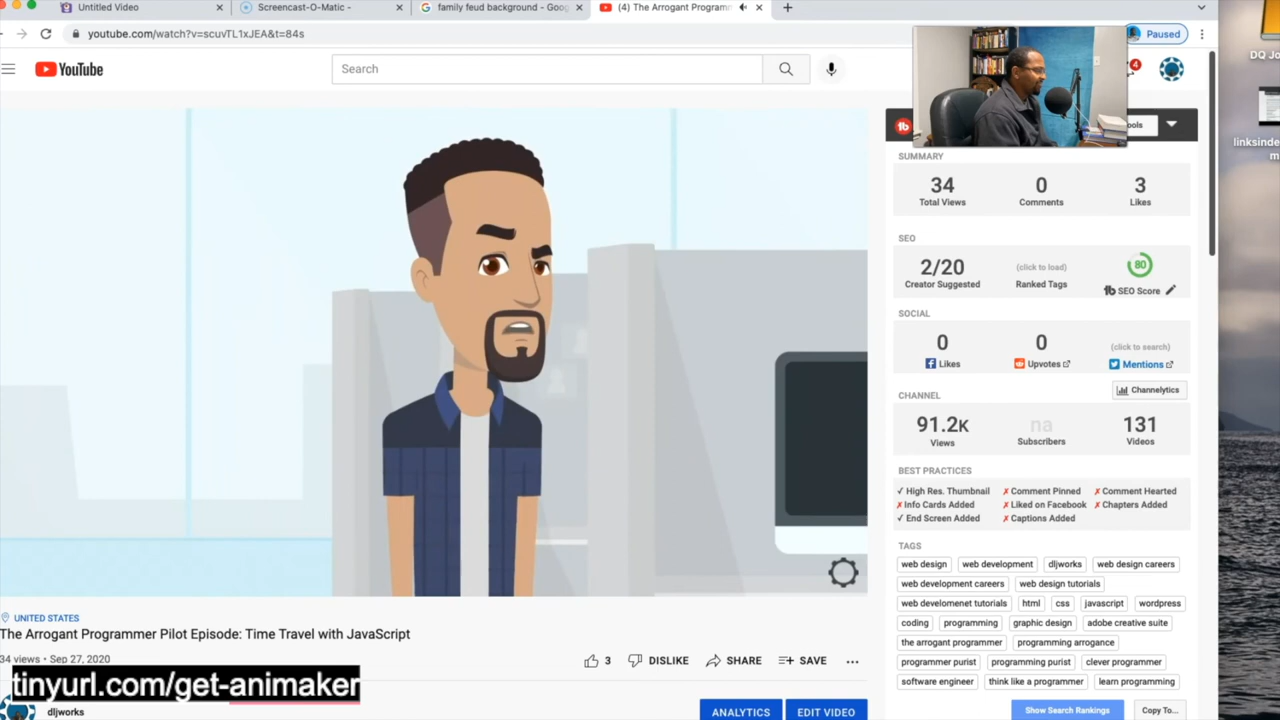 Untitled Video
Screencast-O-Matic -
family feud background - Goog
(4) The Arrogant Programm
youtube.com/watch?v=scuvTL1xJEA&t=84s
Paused
DQ Jo
YouTube
Search
4
tb
ools
SUMMARY
34
0
3
Total Views
Comments
Likes
SEO
2/20
(click to load)
80
Creator Suggested
Ranked Tags
tb SEO Score
SOCIAL
0
0
(click to search)
Likes
Upvotes
Mentions
Channelytics
CHANNEL
91.2K
na
131
Views
Subscribers
Videos
BEST PRACTICES
✓ High Res. Thumbnail
✗ Comment Pinned
✗ Comment Hearted
✗ Info Cards Added
✗ Liked on Facebook
✗ Chapters Added
✓ End Screen Added
✗ Captions Added
TAGS
web design
web development
dljworks
web design careers
web development careers
web design tutorials
web develomenet tutorials
html
css
javascript
wordpress
coding
programming
graphic design
adobe creative suite
the arrogant programmer
programming arrogance
programmer purist
programming purist
clever programmer
software engineer
think like a programmer
learn programming
Show Search Rankings
Copy To...
linksinde
m
UNITED STATES
The Arrogant Programmer Pilot Episode: Time Travel with JavaScript
34 views • Sep 27, 2020
3
DISLIKE
SHARE
SAVE
tinyurl.com/get-animaker
dljworks
ANALYTICS
EDIT VIDEO